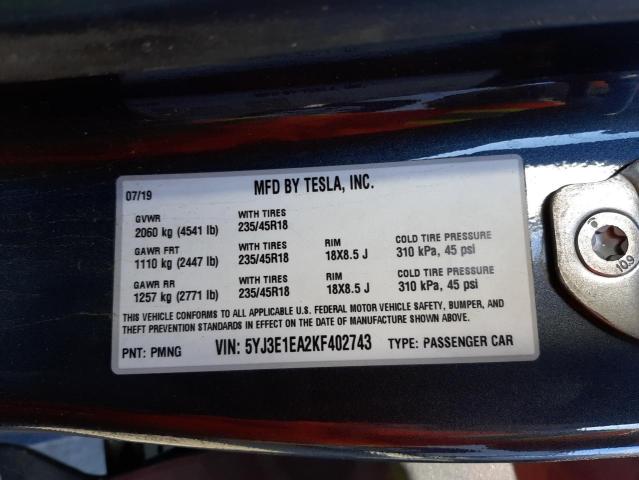 07/19 MFD BY TESLA, INC.
GVWR WITH TIRES
2060 kg (4541 lb) 235/45R18
GAWR FRT WITH TIRES RIM COLD TIRE PRESSURE
1110 kg (2447 lb) 235/45R18 18X8.5 J 310 kPa, 45 psi
GAWR RR WITH TIRES RIM COLD TIRE PRESSURE
1257 kg (2771 lb) 235/45R18 18X8.5 J 310 kPa, 45 psi
THIS VEHICLE CONFORMS TO ALL APPLICABLE U.S. FEDERAL MOTOR VEHICLE SAFETY, BUMPER, AND
THEFT PREVENTION STANDARDS IN EFFECT ON THE DATE OF MANUFACTURE SHOWN ABOVE.
PNT: PMNG VIN: 5YJ3E1EA2KF402743 TYPE: PASSENGER CAR
10.9